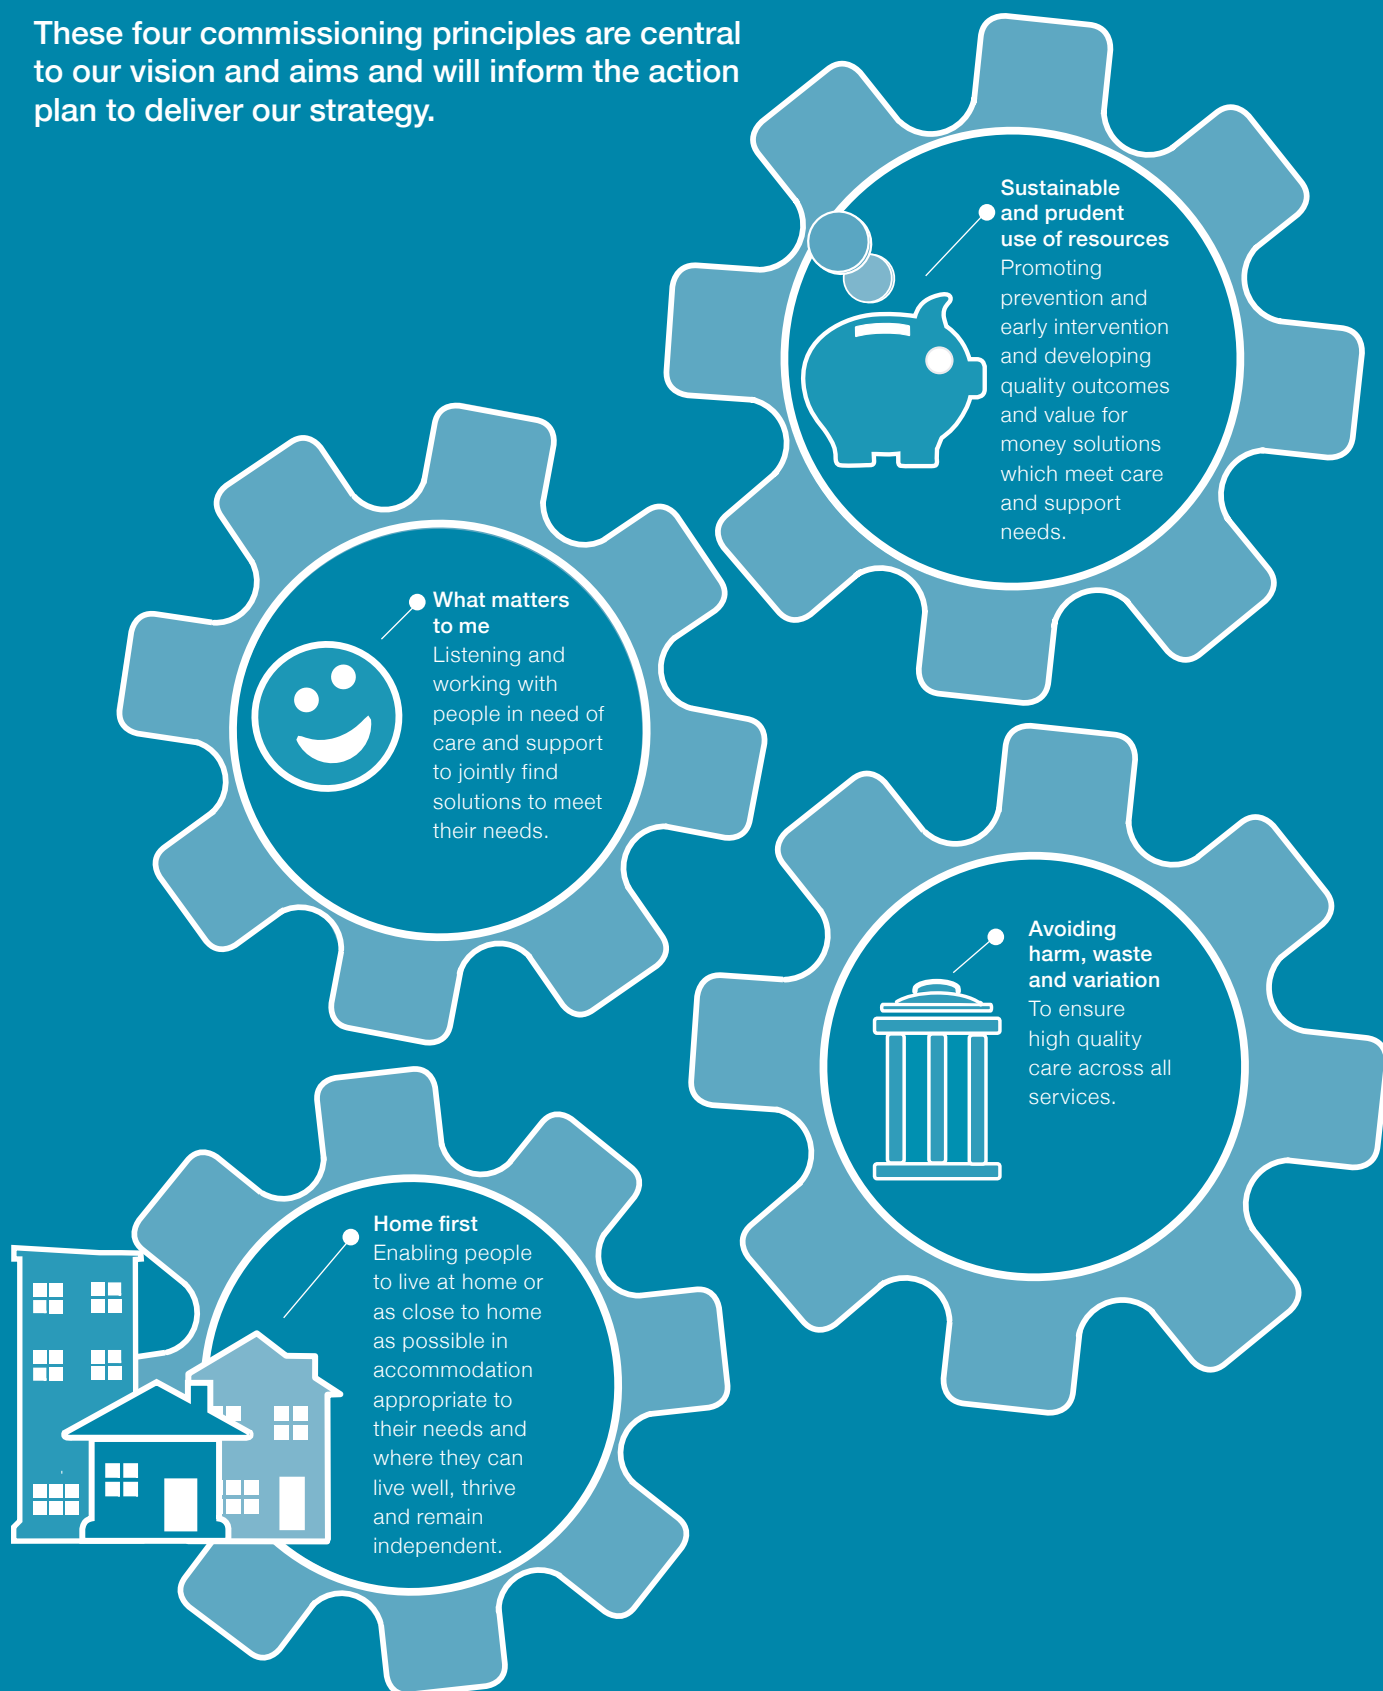 These four commissioning principles are central
to our vision and aims and will inform the action
plan to deliver our strategy.
Sustainable
and prudent
use of resources
Promoting
prevention and
early intervention
and developing
quality outcomes
and value for
money solutions
which meet care
and support
needs.
What matters
to me
Listening and
working with
people in need of
care and support
to jointly find
solutions to meet
their needs.
Avoiding
harm, waste
and variation
To ensure
high quality
care across all
services.
Home first
Enabling people
to live at home or
as close to home
as possible in
accommodation
appropriate to
their needs and
where they can
live well, thrive
and remain
independent.